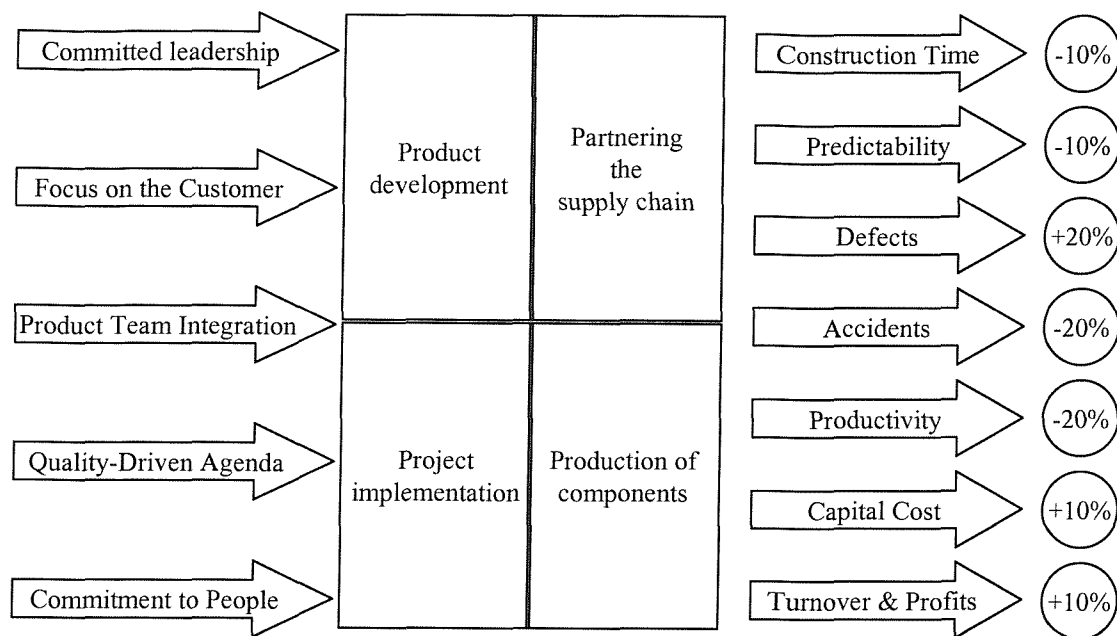 Committed leadership
Focus on the Customer
Product Team Integration
Quality-Driven Agenda
Commitment to People
Product
development
Partnering
the
supply chain
Project
implementation
Production of
components
Construction Time
-10%
Predictability
-10%
Defects
+20%
Accidents
-20%
Productivity
-20%
Capital Cost
+10%
Turnover & Profits
+10%